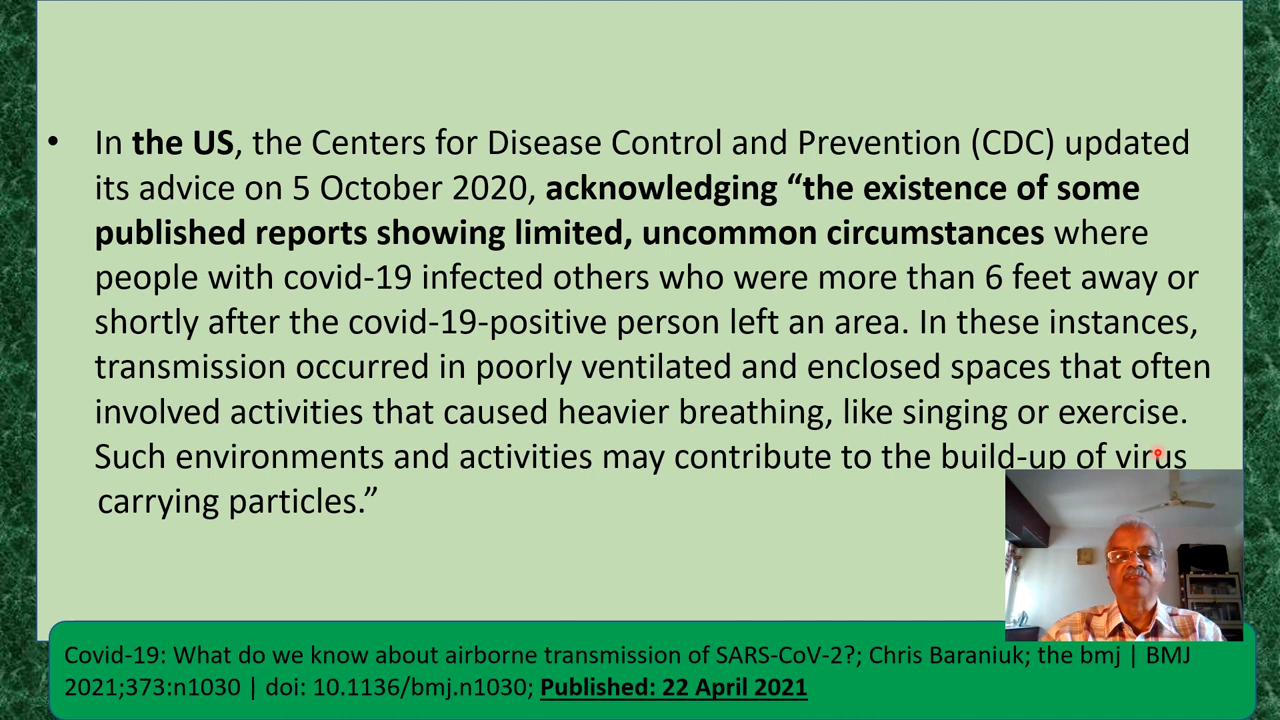 • In the US, the Centers for Disease Control and Prevention (CDC) updated
its advice on 5 October 2020, acknowledging “the existence of some
published reports showing limited, uncommon circumstances where
people with covid-19 infected others who were more than 6 feet away or
shortly after the covid-19-positive person left an area. In these instances,
transmission occurred in poorly ventilated and enclosed spaces that often
involved activities that caused heavier breathing, like singing or exercise.
Such environments and activities may contribute to the build-up of virus
carrying particles.”
Covid-19: What do we know about airborne transmission of SARS-CoV-2?; Chris Baraniuk; the bmj | BMJ
2021;373:n1030 | doi: 10.1136/bmj.n1030; Published: 22 April 2021